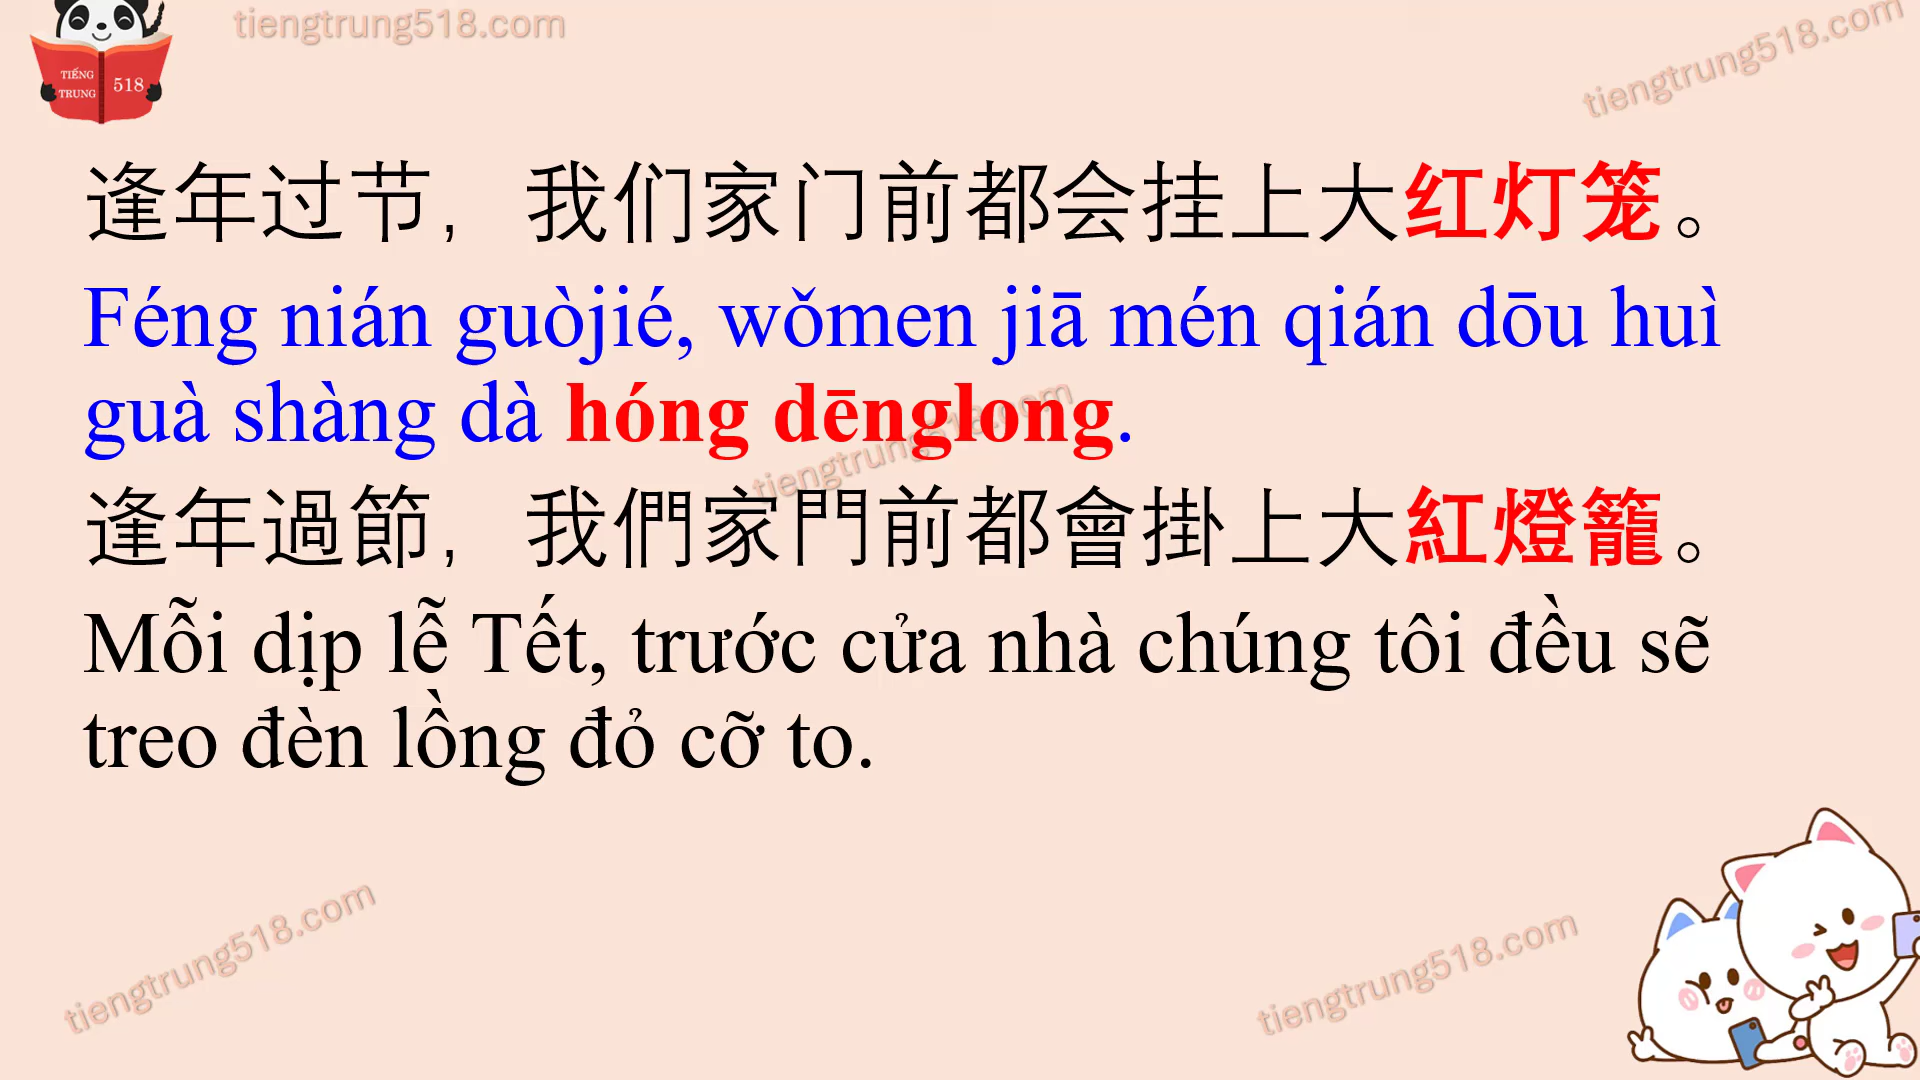 TIẾNG
TRUNG
518
tiengtrung518.com
tiengtrung518.com
逢年过节，我们家门前都会挂上大红灯笼。
Féng nián guòjié, wǒmen jiā mén qián dōu huì
guà shàng dà hóng dēnglong.
tiengtrung518.com
逢年過節，我們家門前都會掛上大紅燈籠。
Mỗi dịp lễ Tết, trước cửa nhà chúng tôi đều sẽ
treo đèn lồng đỏ cỡ to.
tiengtrung518.com
tiengtrung518.com